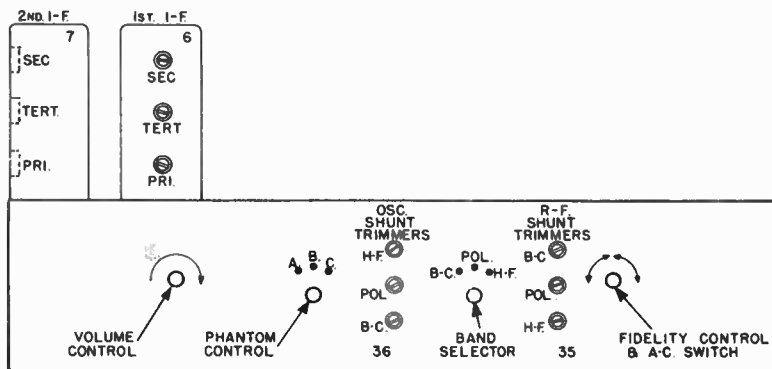 2ND. I-F.
7
SEC
TERT.
PRI.
1ST. I-F.
6
SEC
TERT
PRI.
A.
B.
C.
OSC.
SHUNT
TRIMMERS
H-F.
POL
B-C.
36
B-C.
POL.
H-F.
R-F.
SHUNT
TRIMMERS
B-C
POL.
H-F.
35
VOLUME
CONTROL
PHANTOM
CONTROL
BAND
SELECTOR
FIDELITY CONTROL
& A-C. SWITCH